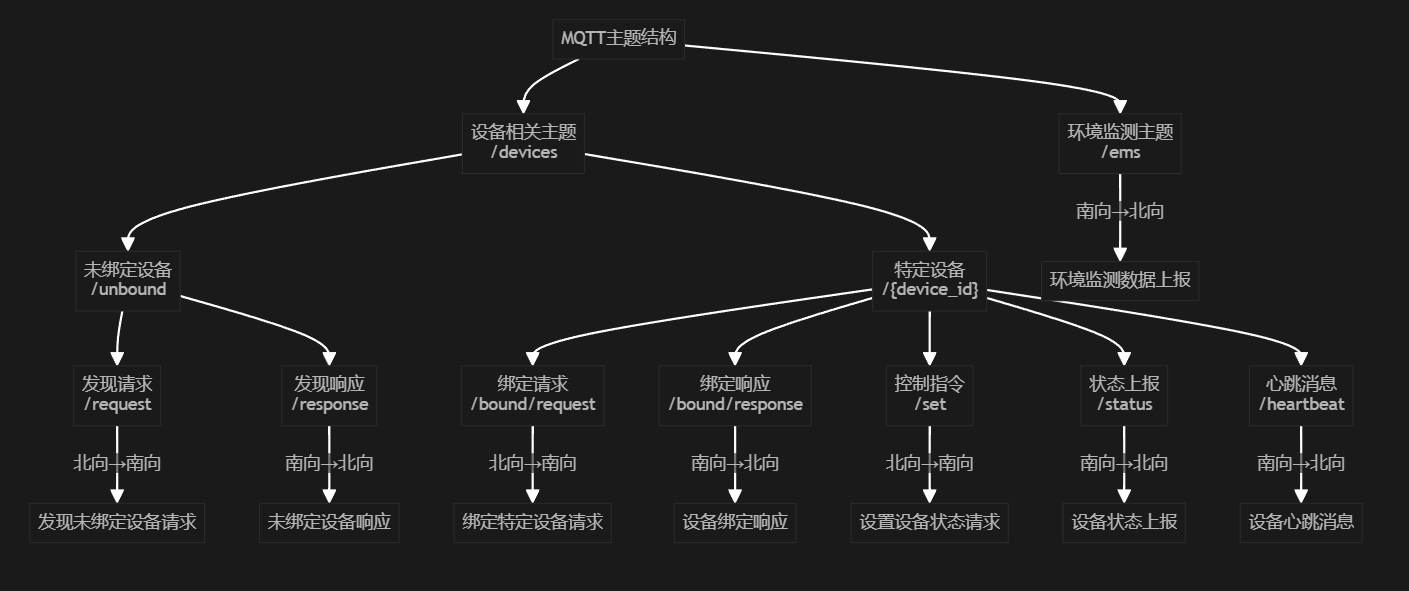 MQTT主题结构
设备相关主题
/devices
环境监测主题
/ems
南向→北向
未绑定设备
/unbound
特定设备
/{device_id}
环境监测数据上报
发现请求
/request
发现响应
/response
绑定请求
/bound/request
绑定响应
/bound/response
控制指令
/set
状态上报
/status
心跳消息
/heartbeat
北向→南向
南向→北向
北向→南向
南向→北向
北向→南向
南向→北向
南向→北向
发现未绑定设备请求
未绑定设备响应
绑定特定设备请求
设备绑定响应
设置设备状态请求
设备状态上报
设备心跳消息